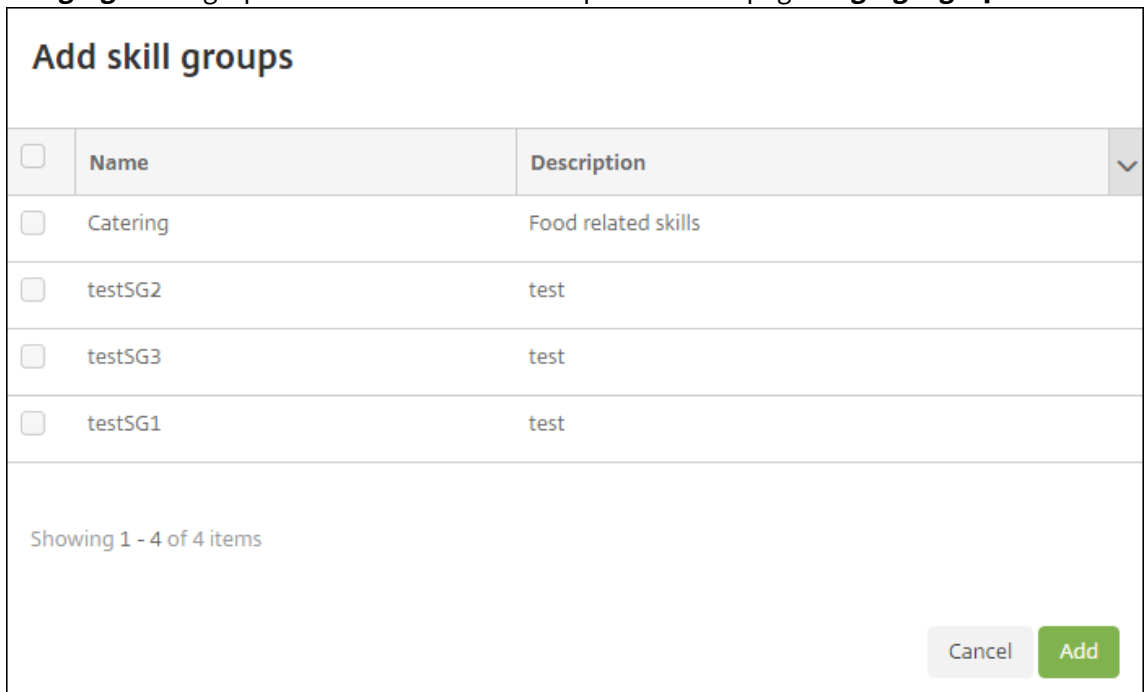 Add skill groups
Name Description
Catering Food related skills
testSG2 test
testSG3 test
testSG1 test
Showing 1 - 4 of 4 items
Cancel Add